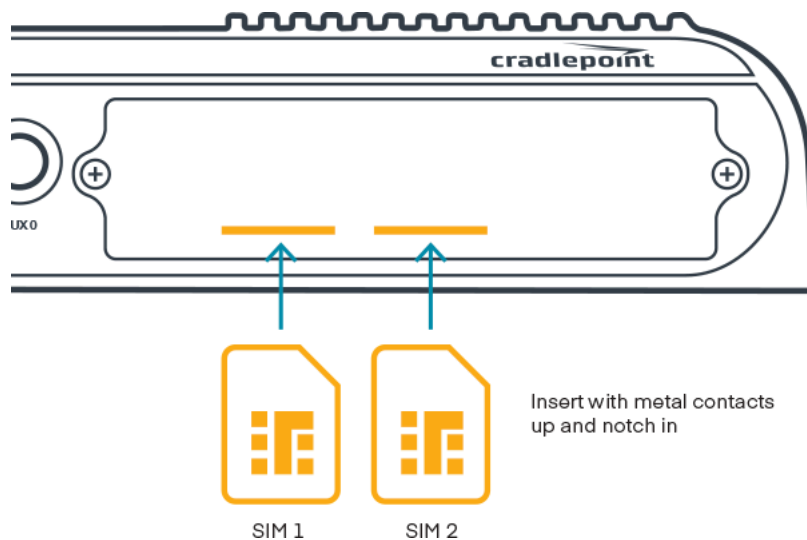 cradlepoint
UX0
Insert with metal contacts
up and notch in
SIM 1
SIM 2